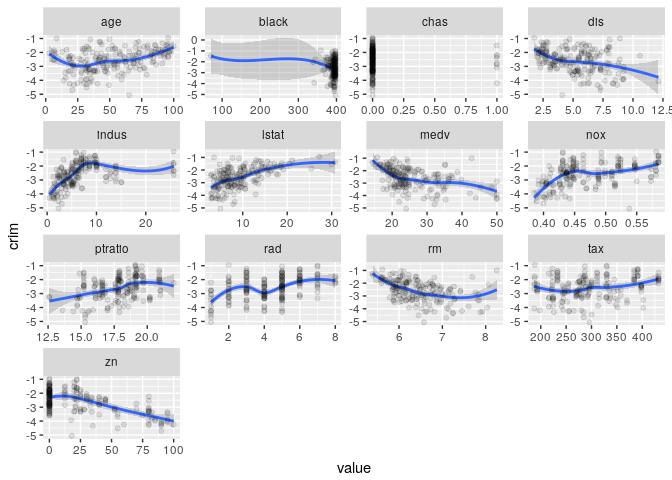 age black chas dis
-1 -2 -3 -4 -5 0 25 50 75 100
0 -1 -2 -3 -4 -5 100 200 300 400
-1 -2 -3 -4 -5 0.00 0.25 0.50 0.75 1.00
-1 -2 -3 -4 -5 2.5 5.0 7.5 10.0 12.5
indus lstat medv nox
-1 -2 -3 -4 -5 0 10 20
-1 -2 -3 -4 -5 0 10 20 30
-1 -2 -3 -4 -5 20 30 40 50
-1 -2 -3 -4 -5 0.40 0.45 0.50 0.55
crim
ptratio rad rm tax
-1 -2 -3 -4 -5 12.5 15.0 17.5 20.0
-1 -2 -3 -4 -5 2 4 6 8
-1 -2 -3 -4 -5 6 7 8
-1 -2 -3 -4 -5 200 250 300 350 400
zn
-1 -2 -3 -4 -5 0 25 50 75 100
value